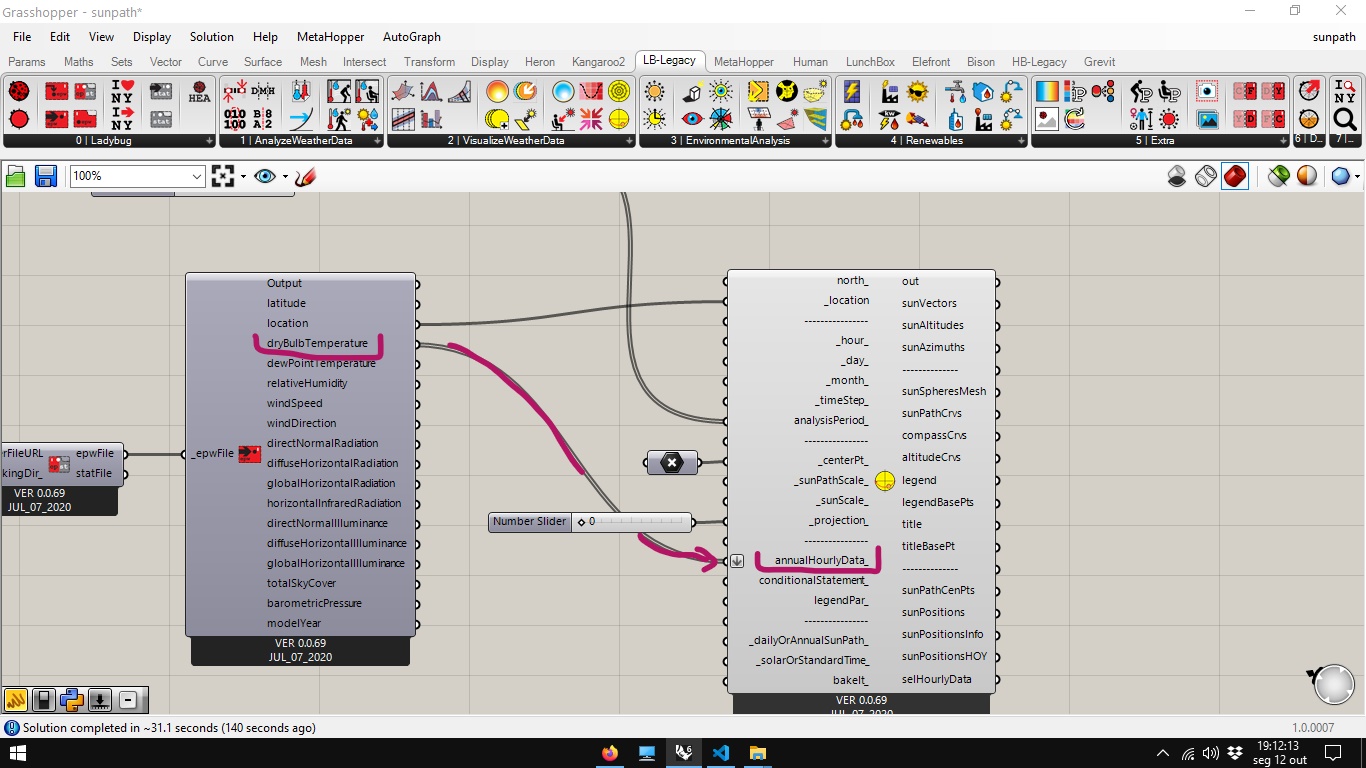 Grasshopper - sunpath*
File Edit View Display Solution Help MetaHopper AutoGraph sunpath
Params Maths Sets Vector Curve Surface Mesh Intersect Transform Display Heron Kangaroo2 LB-Legacy MetaHopper Human LunchBox Elefront Bison HB-Legacy Grevit
0 | Ladybug 1 | AnalyzeWeatherData 2 | VisualizeWeatherData 3 | EnvironmentalAnalysis 4 | Renewables 5 | Extra 6 | D... 7 |...
100%
Output
latitude
location
dryBulbTemperature
dewPointTemperature
relativeHumidity
windSpeed
windDirection
directNormalRadiation
diffuseHorizontalRadiation
globalHorizontalRadiation
horizontalInfraredRadiation
directNormalIlluminance
diffuseHorizontalIlluminance
globalHorizontalIlluminance
totalSkyCover
barometricPressure
modelYear
_epwFile
VER 0.0.69
JUL_07_2020
erFileURL epwFile
kingDir_ statFile
VER 0.0.69
JUL_07_2020
Number Slider 0
north_
_location
----------------
_hour_
_day_
_month_
_timeStep_
analysisPeriod_
----------------
_centerPt_
_sunPathScale_
_sunScale_
_projection_
----------------
annualHourlyData_
conditionalStatement_
legendPar_
----------------
_dailyOrAnnualSunPath_
_solarOrStandardTime_
bakeIt_
out
sunVectors
sunAltitudes
sunAzimuths
--------------
sunSpheresMesh
sunPathCrvs
compassCrvs
altitudeCrvs
legend
legendBasePts
title
titleBasePt
--------------
sunPathCenPts
sunPositions
sunPositionsInfo
sunPositionsHOY
selHourlyData
VER 0.0.69
JUL_07_2020
Solution completed in ~31.1 seconds (140 seconds ago) 1.0.0007
19:12:13
seg 12 out